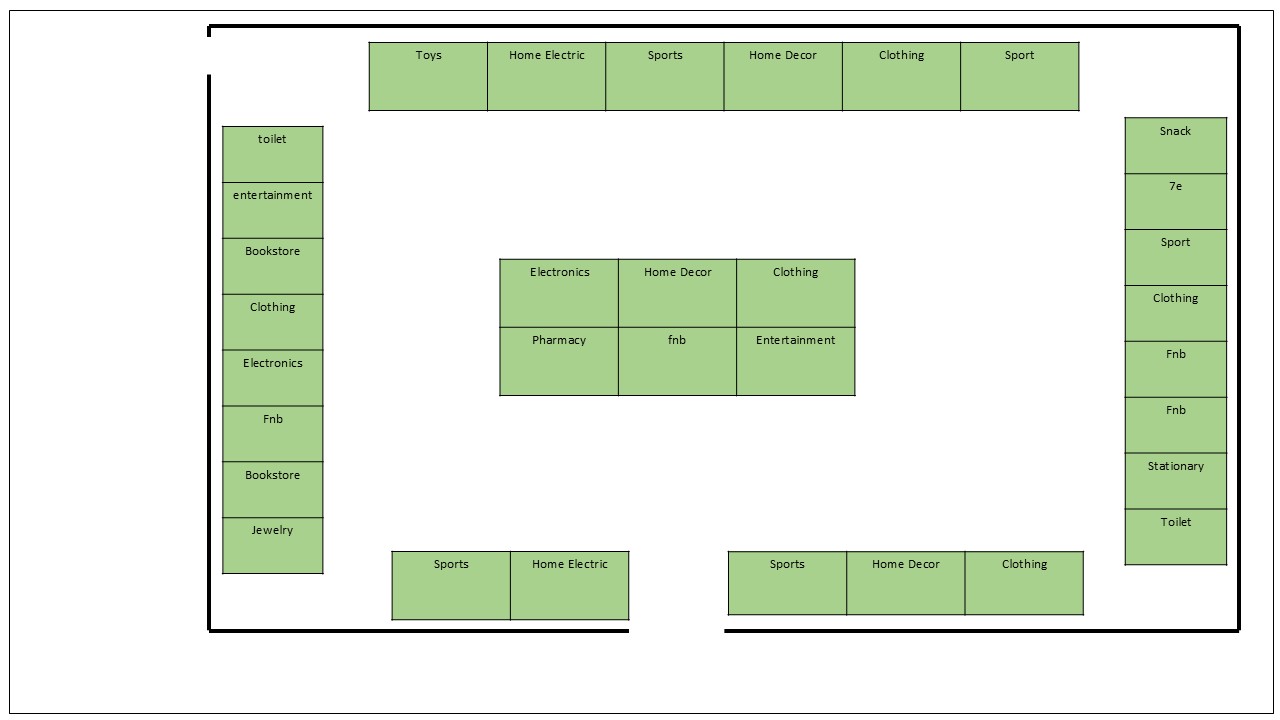 Toys
Home Electric
Sports
Home Decor
Clothing
Sport
toilet
entertainment
Bookstore
Clothing
Electronics
Fnb
Bookstore
Jewelry
Electronics
Home Decor
Clothing
Pharmacy
fnb
Entertainment
Snack
7e
Sport
Clothing
Fnb
Fnb
Stationary
Toilet
Sports
Home Electric
Sports
Home Decor
Clothing